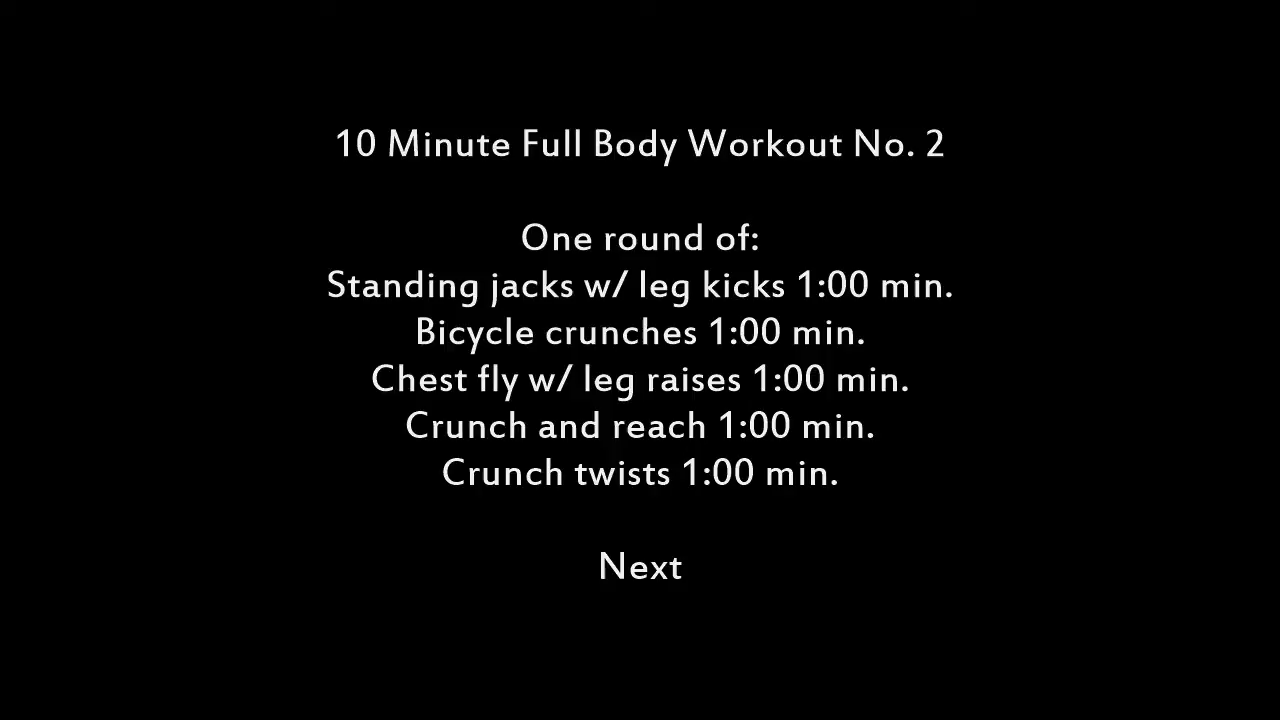 10 Minute Full Body Workout No. 2
One round of:
Standing jacks w/ leg kicks 1:00 min.
Bicycle crunches 1:00 min.
Chest fly w/ leg raises 1:00 min.
Crunch and reach 1:00 min.
Crunch twists 1:00 min.
Next